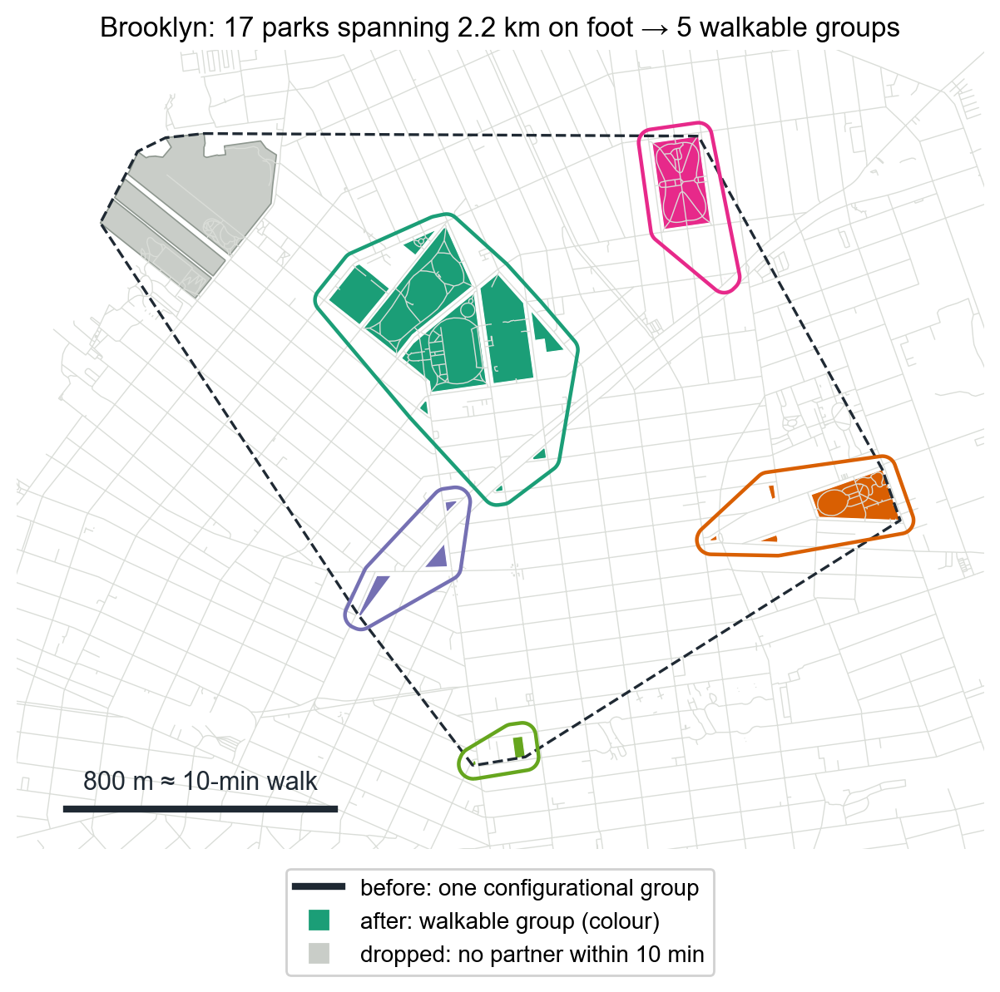 Brooklyn: 17 parks spanning 2.2 km on foot → 5 walkable groups
800 m ≈ 10-min walk
before: one configurational group
after: walkable group (colour)
dropped: no partner within 10 min